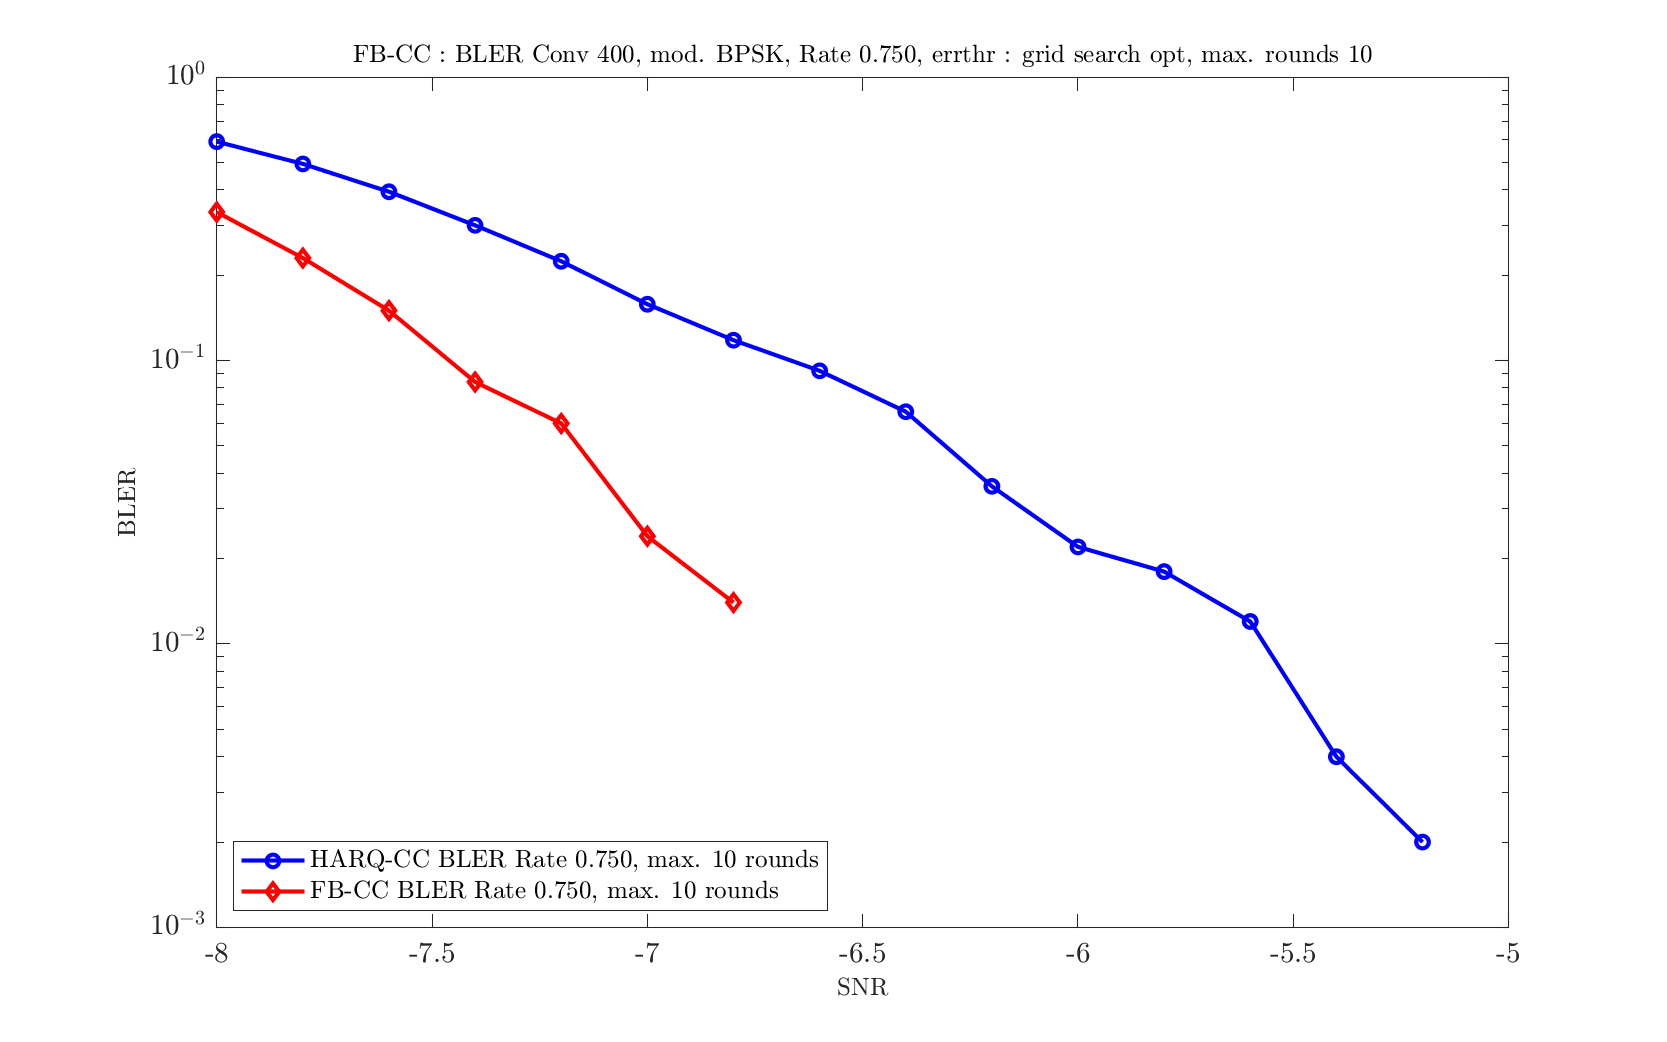 FB-CC : BLER Conv 400, mod. BPSK, Rate 0.750, errthr : grid search opt, max. rounds 10
10^0
10^-1
10^-2
10^-3
BLER
HARQ-CC BLER Rate 0.750, max. 10 rounds
FB-CC BLER Rate 0.750, max. 10 rounds
-8 -7.5 -7 -6.5 -6 -5.5 -5
SNR